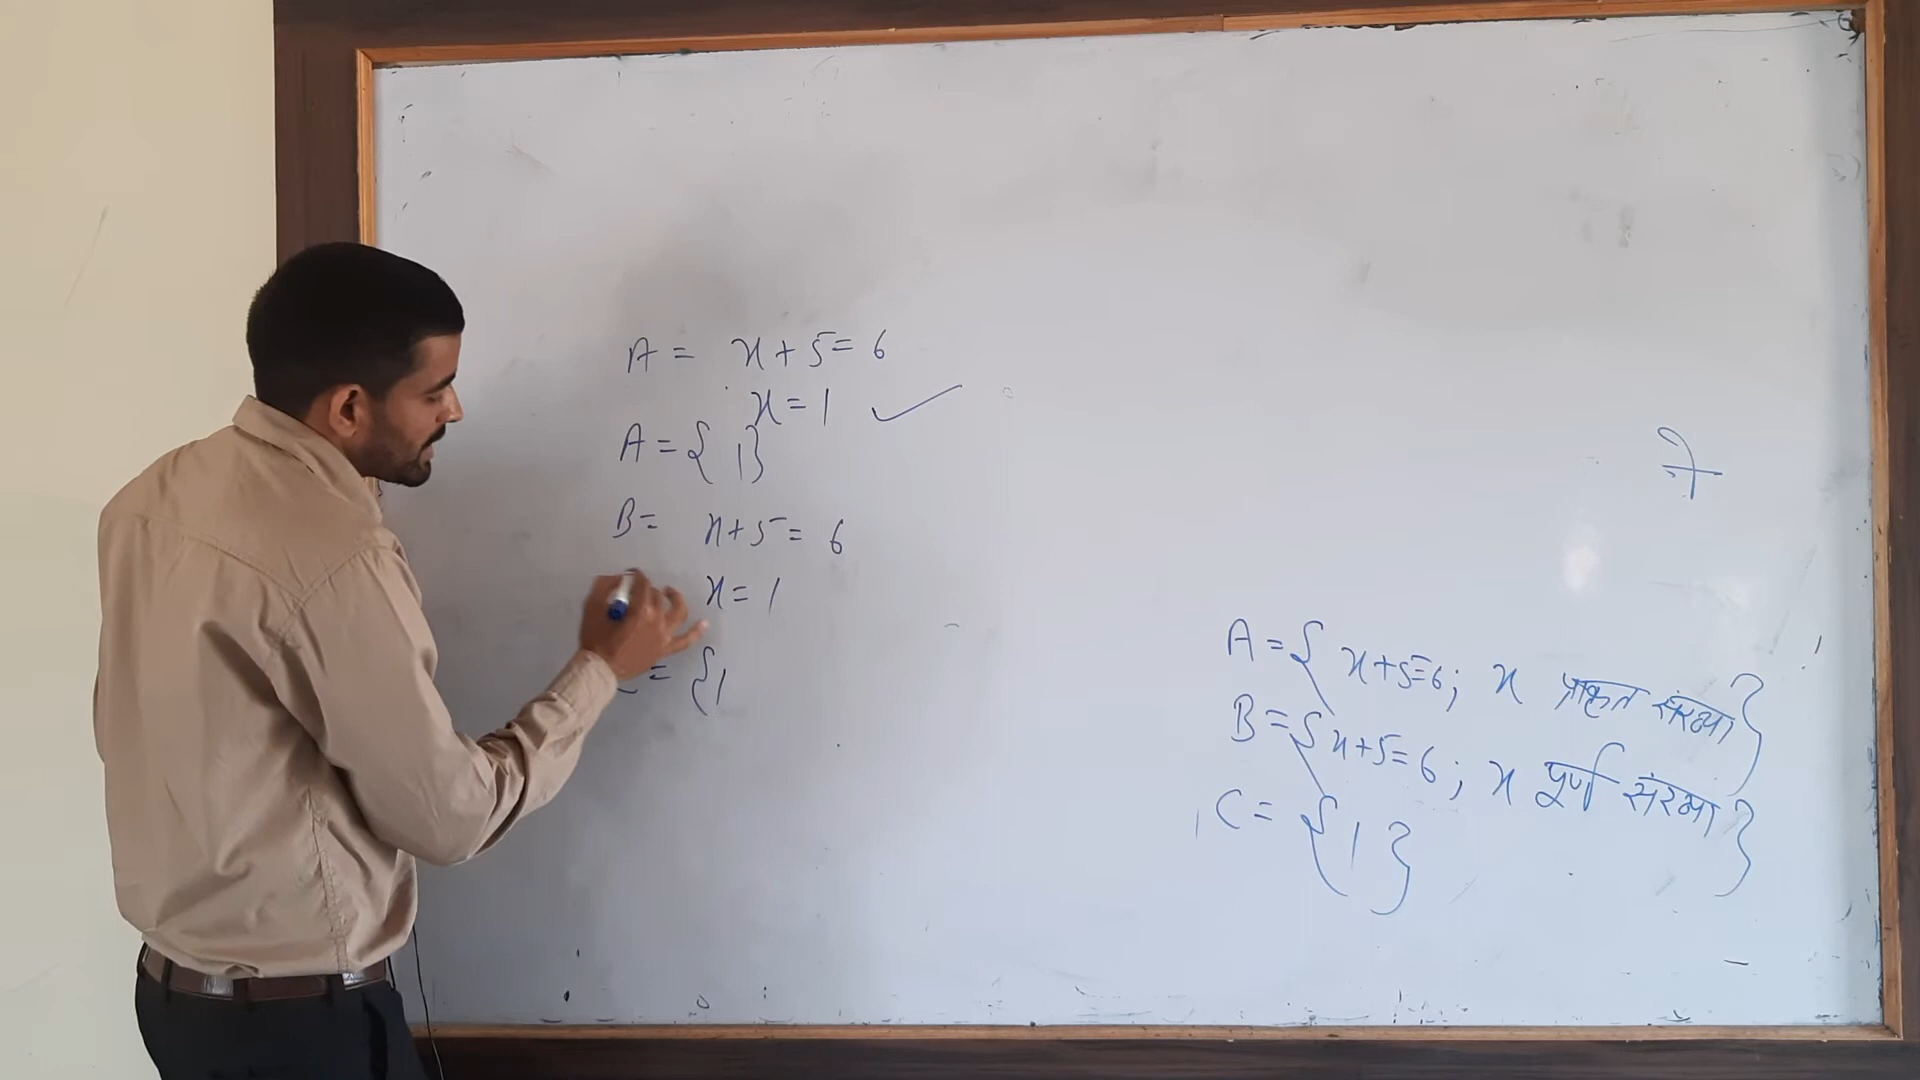 A = x + 5 = 6
x = 1
A = { 1 }
B = x + 5 = 6
x = 1
= { 1
A = { x + 5 = 6 ; x प्राकृत संख्या }
B = { x + 5 = 6 ; x पूर्ण संख्या }
C = { 1 }